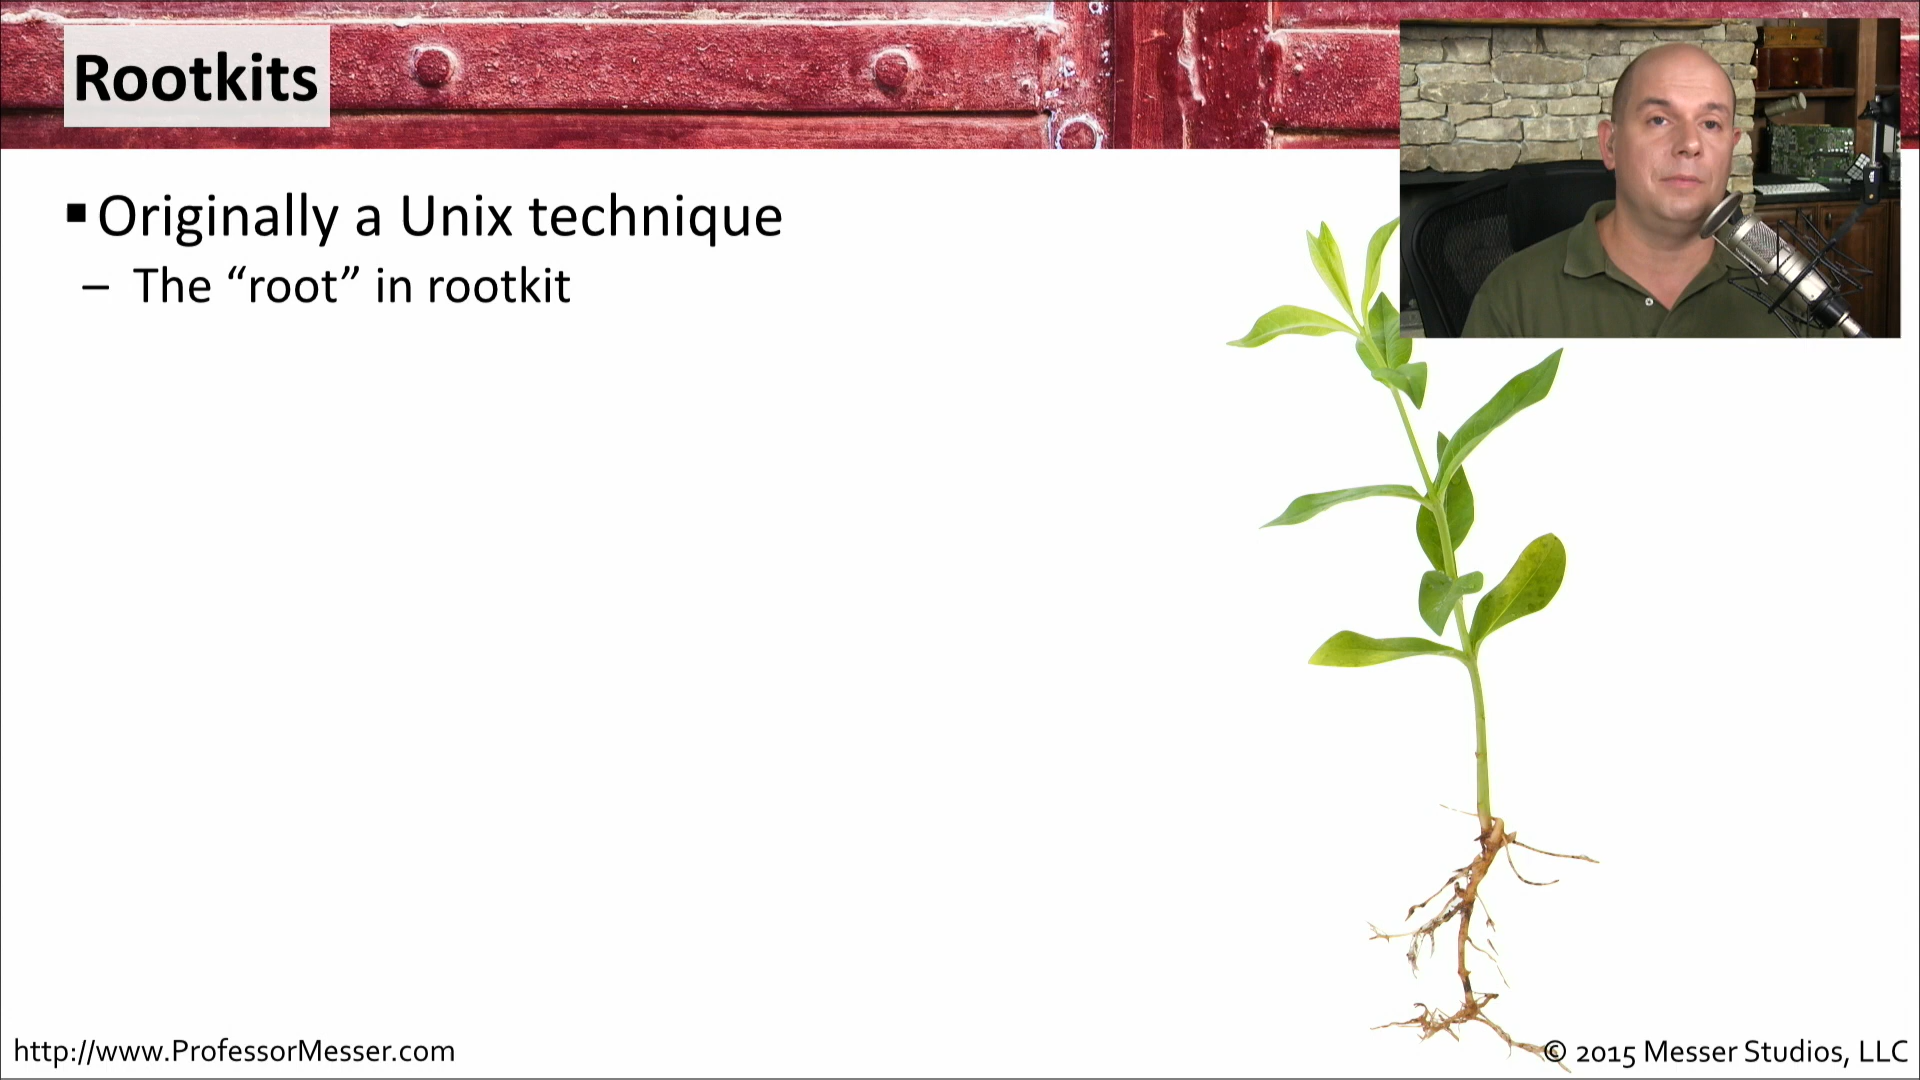 Rootkits
▪ Originally a Unix technique
– The “root” in rootkit
http://www.ProfessorMesser.com
© 2015 Messer Studios, LLC